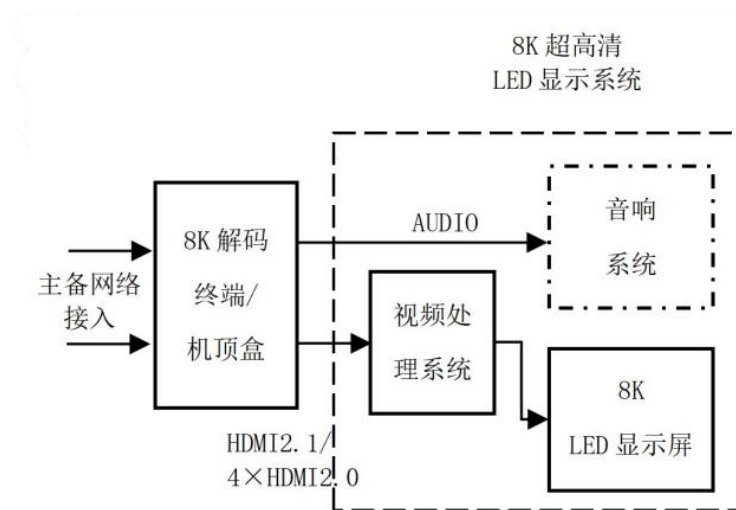 8K 超高清
LED 显示系统
主备网络
接入
8K 解码
终端/
机顶盒
AUDIO
音响
系统
视频处
理系统
8K
LED 显示屏
HDMI2.1/
4×HDMI2.0